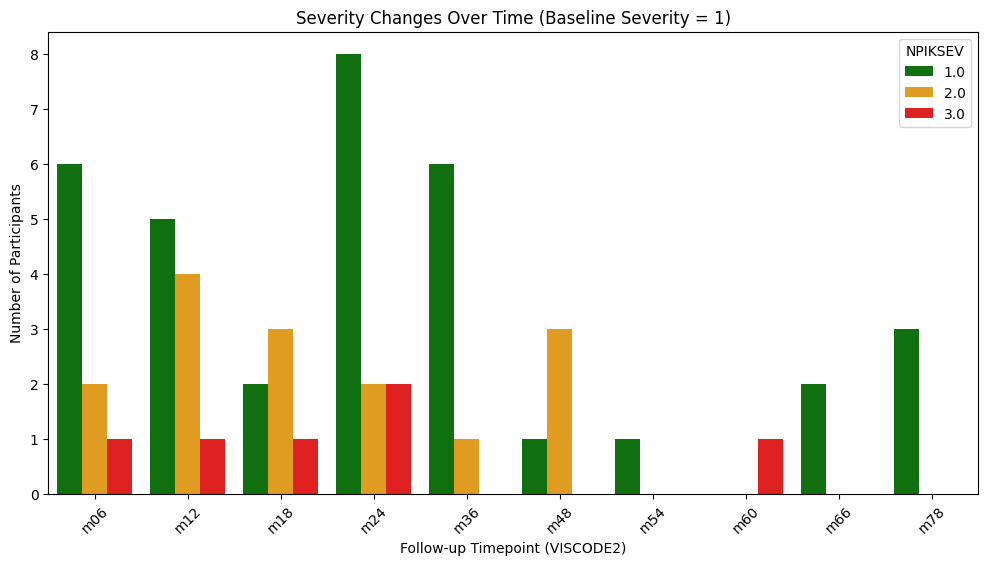 Severity Changes Over Time (Baseline Severity = 1)
NPIKSEV
1.0
2.0
3.0
Number of Participants
8
7
6
5
4
3
2
1
0
m06 m12 m18 m24 m36 m48 m54 m60 m66 m78
Follow-up Timepoint (VISCODE2)